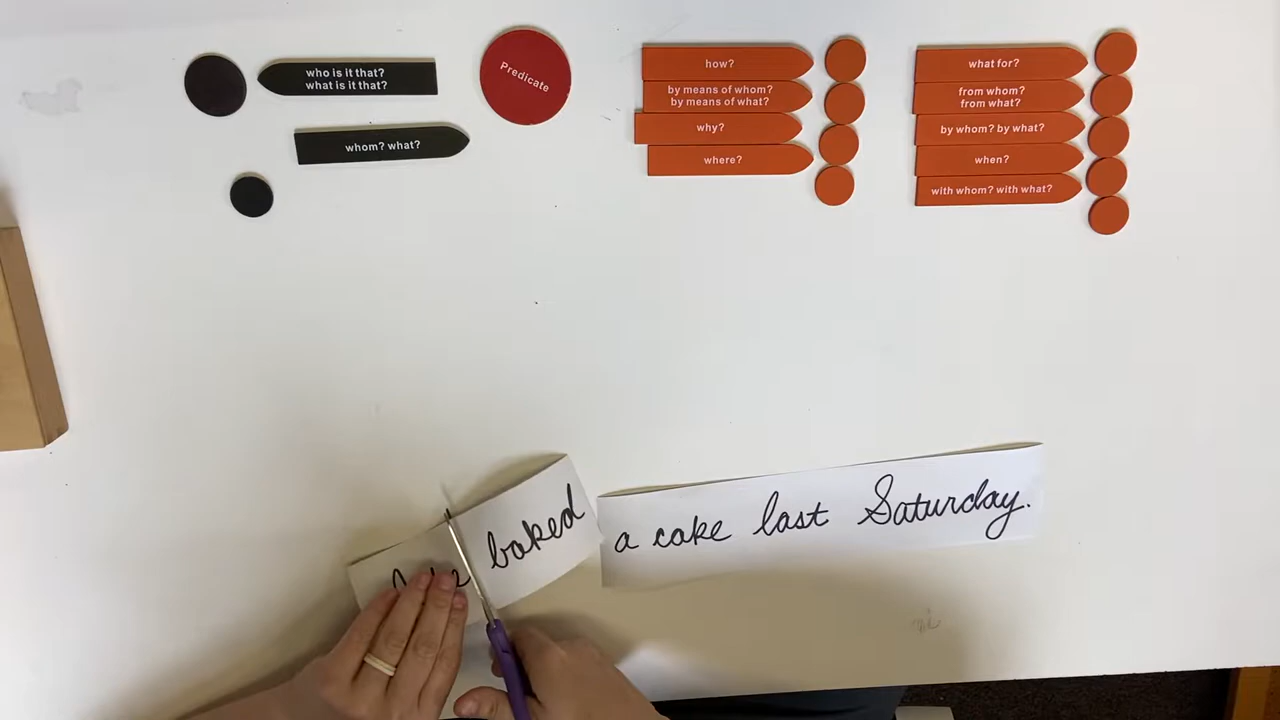 who is it that?
what is it that?
Predicate
whom? what?
how?
by means of whom?
by means of what?
why?
where?
what for?
from whom?
from what?
by whom? by what?
when?
with whom? with what?
baked
a cake last Saturday.